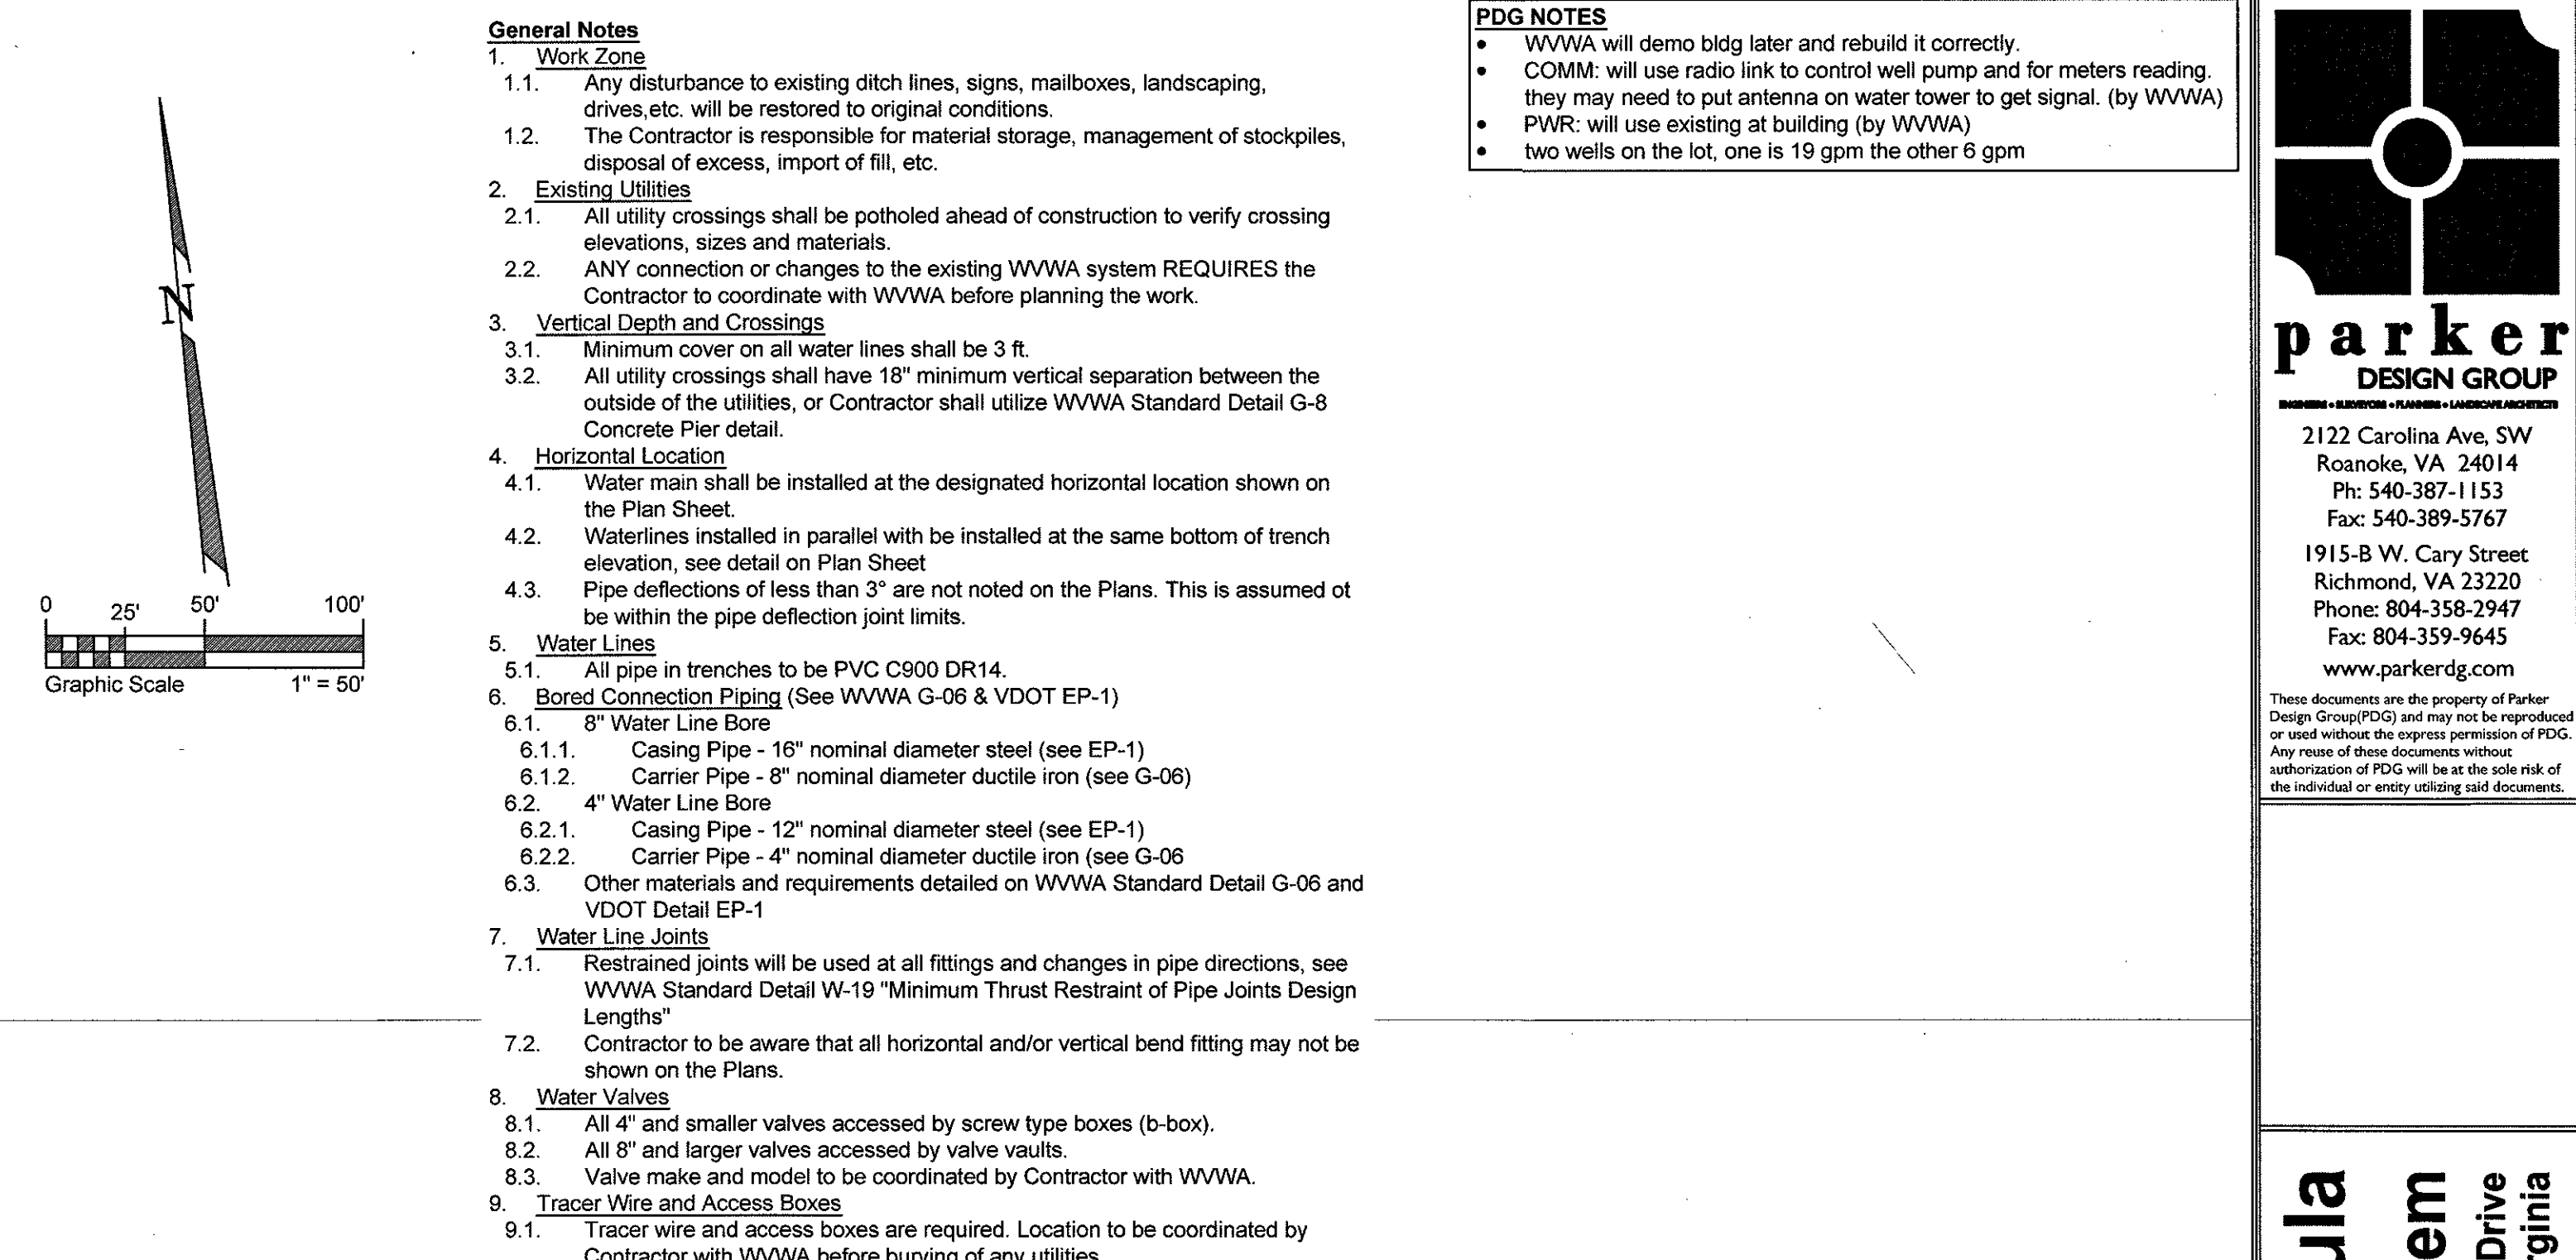 General Notes
1. Work Zone
1.1. Any disturbance to existing ditch lines, signs, mailboxes, landscaping,
drives,etc. will be restored to original conditions.
1.2. The Contractor is responsible for material storage, management of stockpiles,
disposal of excess, import of fill, etc.
2. Existing Utilities
2.1. All utility crossings shall be potholed ahead of construction to verify crossing
elevations, sizes and materials.
2.2. ANY connection or changes to the existing WVWA system REQUIRES the
Contractor to coordinate with WVWA before planning the work.
3. Vertical Depth and Crossings
3.1. Minimum cover on all water lines shall be 3 ft.
3.2. All utility crossings shall have 18" minimum vertical separation between the
outside of the utilities, or Contractor shall utilize WVWA Standard Detail G-8
Concrete Pier detail.
4. Horizontal Location
4.1. Water main shall be installed at the designated horizontal location shown on
the Plan Sheet.
4.2. Waterlines installed in parallel with be installed at the same bottom of trench
elevation, see detail on Plan Sheet
4.3. Pipe deflections of less than 3° are not noted on the Plans. This is assumed ot
be within the pipe deflection joint limits.
5. Water Lines
5.1. All pipe in trenches to be PVC C900 DR14.
6. Bored Connection Piping (See WVWA G-06 & VDOT EP-1)
6.1. 8" Water Line Bore
6.1.1. Casing Pipe - 16" nominal diameter steel (see EP-1)
6.1.2. Carrier Pipe - 8" nominal diameter ductile iron (see G-06)
6.2. 4" Water Line Bore
6.2.1. Casing Pipe - 12" nominal diameter steel (see EP-1)
6.2.2. Carrier Pipe - 4" nominal diameter ductile iron (see G-06
6.3. Other materials and requirements detailed on WVWA Standard Detail G-06 and
VDOT Detail EP-1
7. Water Line Joints
7.1. Restrained joints will be used at all fittings and changes in pipe directions, see
WVWA Standard Detail W-19 "Minimum Thrust Restraint of Pipe Joints Design
Lengths"
7.2. Contractor to be aware that all horizontal and/or vertical bend fitting may not be
shown on the Plans.
8. Water Valves
8.1. All 4" and smaller valves accessed by screw type boxes (b-box).
8.2. All 8" and larger valves accessed by valve vaults.
8.3. Valve make and model to be coordinated by Contractor with WVWA.
9. Tracer Wire and Access Boxes
9.1. Tracer wire and access boxes are required. Location to be coordinated by
Contractor with WVWA before burying of any utilities
N
0 25' 50' 100'
Graphic Scale 1" = 50'
PDG NOTES
• WVWA will demo bldg later and rebuild it correctly.
• COMM: will use radio link to control well pump and for meters reading.
they may need to put antenna on water tower to get signal. (by WVWA)
• PWR: will use existing at building (by WVWA)
• two wells on the lot, one is 19 gpm the other 6 gpm
parker
DESIGN GROUP
ENGINEERS • SURVEYORS • PLANNERS • LANDSCAPE ARCHITECTS
2122 Carolina Ave, SW
Roanoke, VA 24014
Ph: 540-387-1153
Fax: 540-389-5767
1915-B W. Cary Street
Richmond, VA 23220
Phone: 804-358-2947
Fax: 804-359-9645
www.parkerdg.com
These documents are the property of Parker
Design Group(PDG) and may not be reproduced
or used without the express permission of PDG.
Any reuse of these documents without
authorization of PDG will be at the sole risk of
the individual or entity utilizing said documents.
ula
em
Drive
rginia